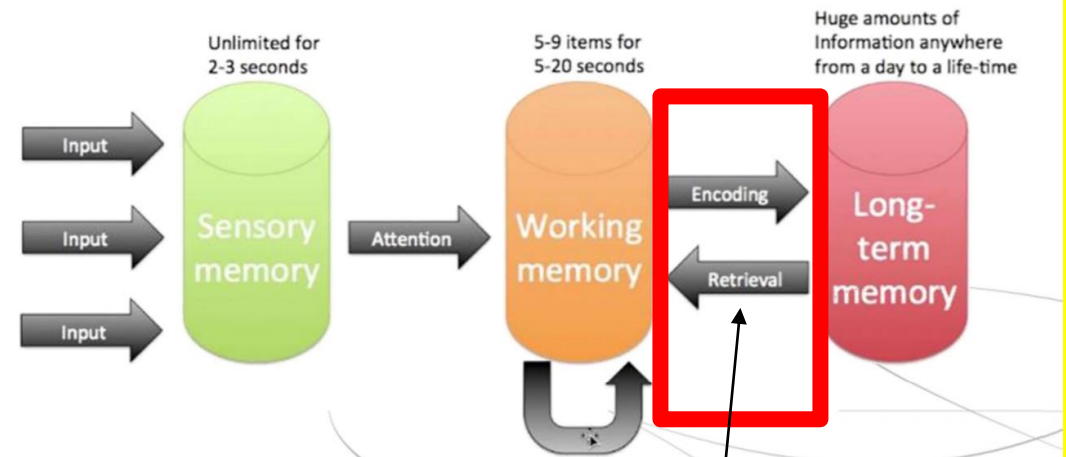 Unlimited for
2-3 seconds
5-9 items for
5-20 seconds
Huge amounts of
Information anywhere
from a day to a life-time
Input
Input
Input
Sensory
memory
Attention
Working
memory
Encoding
Retrieval
Long-
term
memory